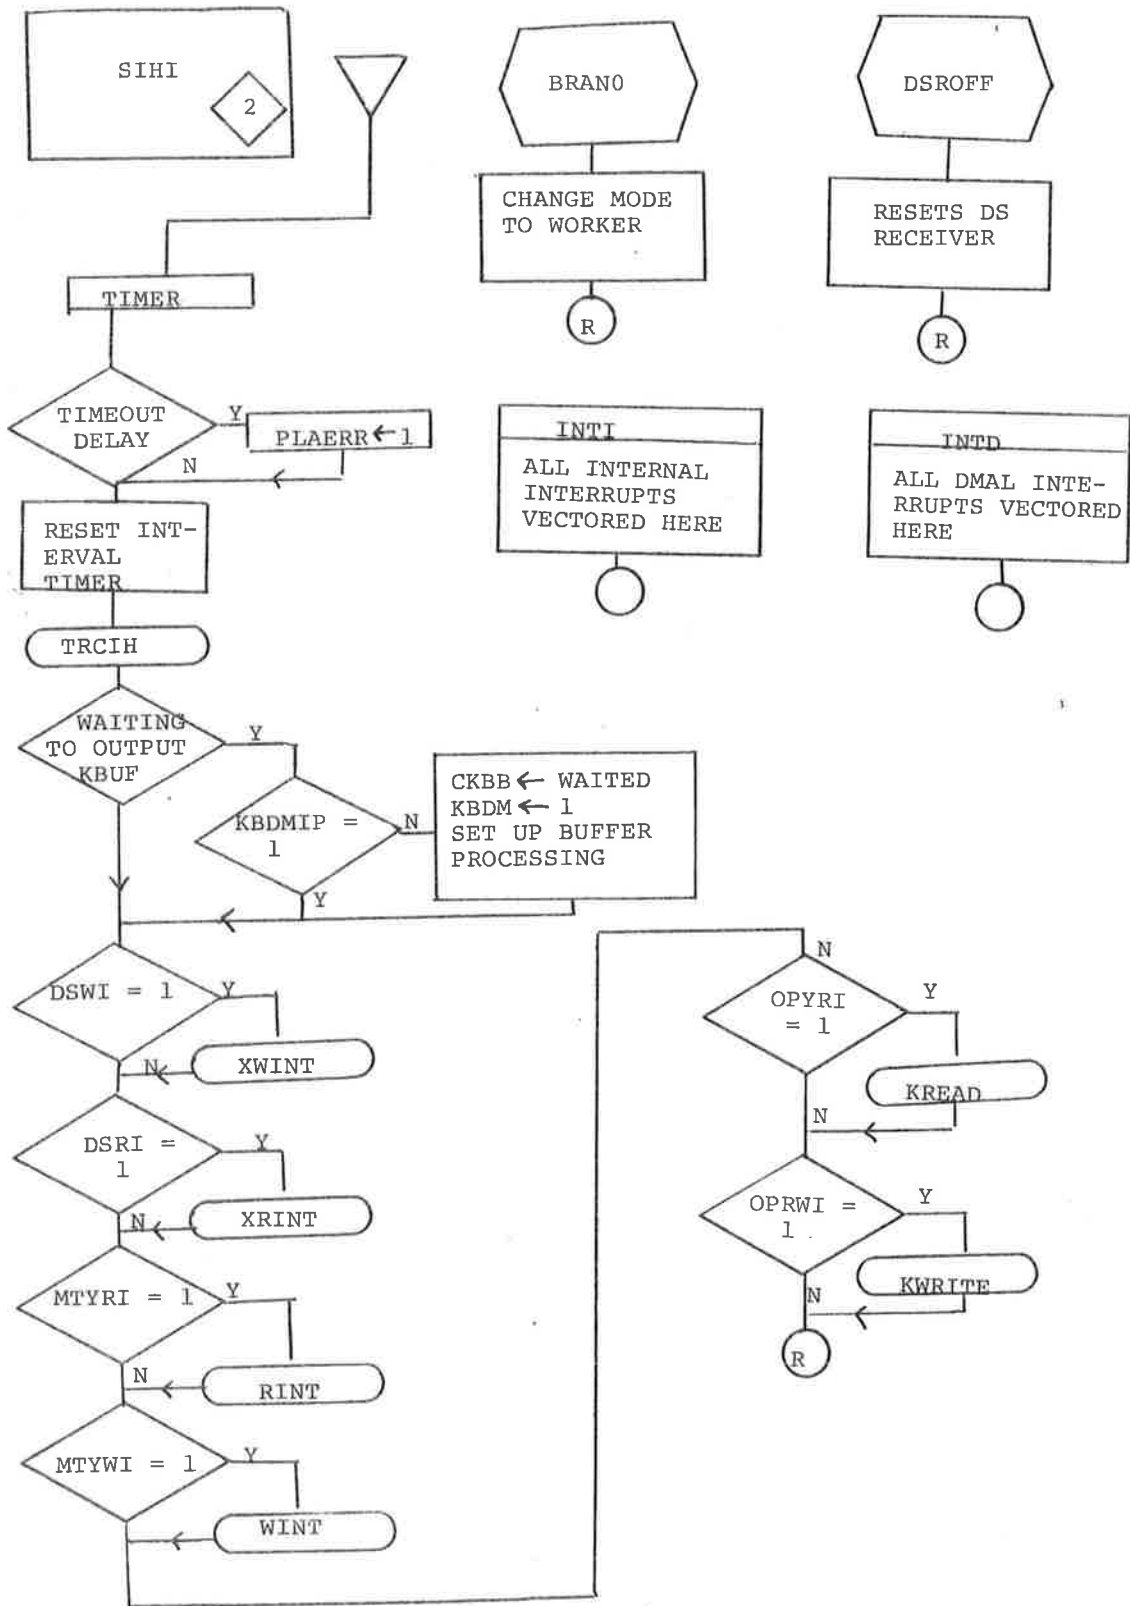 SIHI
2
BRAN0
DSROFF
CHANGE MODE
TO WORKER
RESETS DS
RECEIVER
R
R
TIMER
TIMEOUT
DELAY
Y
PLAERR ← 1
N
INTI
ALL INTERNAL
INTERRUPTS
VECTORED HERE
INTD
ALL DMAL INTE-
RRUPTS VECTORED
HERE
RESET INT-
ERVAL
TIMER
TRCIH
WAITING
TO OUTPUT
KBUF
Y
KBDMIP =
1
N
Y
CKBB ← WAITED
KBDM ← 1
SET UP BUFFER
PROCESSING
DSWI = 1
Y
N
XWINT
DSRI =
1
Y
N
XRINT
MTYRI = 1
Y
N
RINT
MTYWI = 1
Y
WINT
N
OPYRI
= 1
Y
KREAD
N
OPRWI =
1
Y
KWRITE
N
R